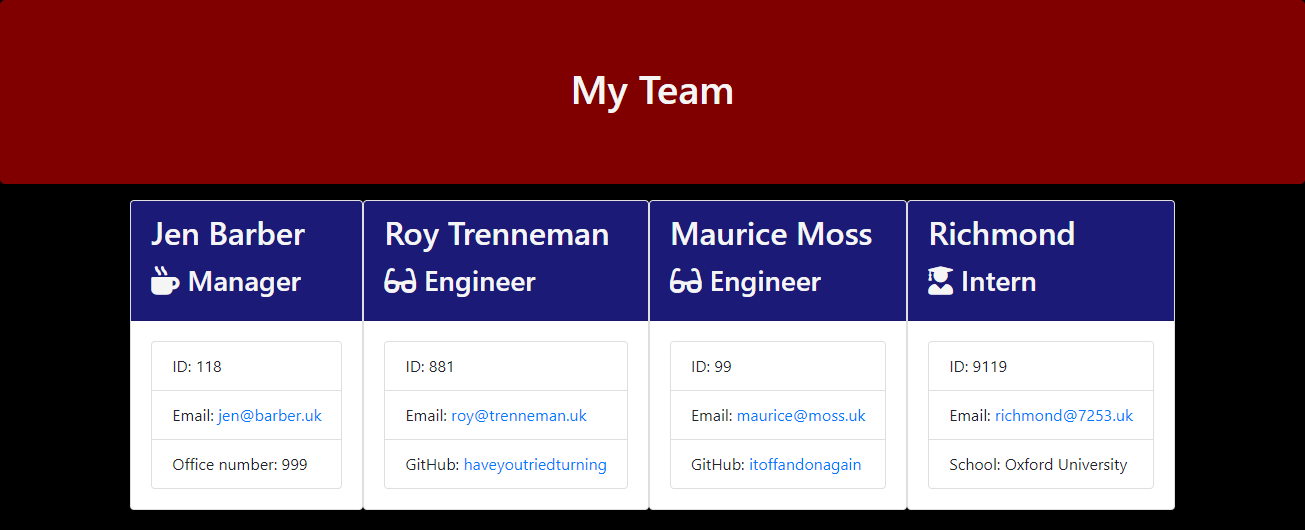 My Team
Jen Barber
Manager
ID: 118
Email: jen@barber.uk
Office number: 999
Roy Trenneman
Engineer
ID: 881
Email: roy@trenneman.uk
GitHub: haveyoutriedturning
Maurice Moss
Engineer
ID: 99
Email: maurice@moss.uk
GitHub: itoffandonagain
Richmond
Intern
ID: 9119
Email: richmond@7253.uk
School: Oxford University